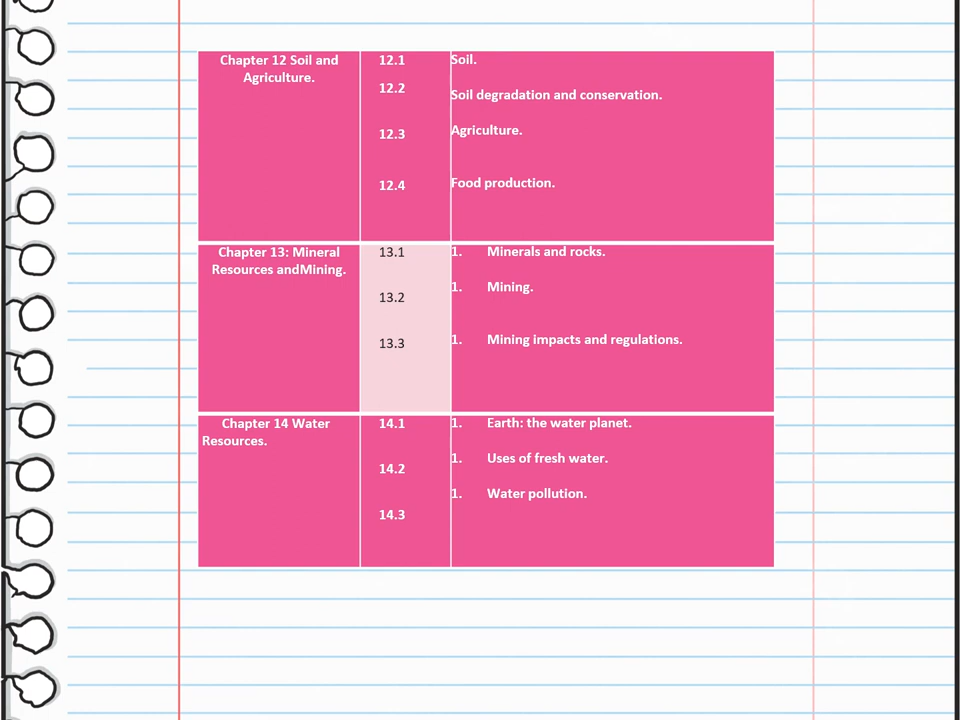 Chapter 12 Soil and
Agriculture.
12.1
12.2
12.3
12.4
Soil.
Soil degradation and conservation.
Agriculture.
Food production.
Chapter 13: Mineral
Resources andMining.
13.1
13.2
13.3
1. Minerals and rocks.
1. Mining.
1. Mining impacts and regulations.
Chapter 14 Water
Resources.
14.1
14.2
14.3
1. Earth: the water planet.
1. Uses of fresh water.
1. Water pollution.